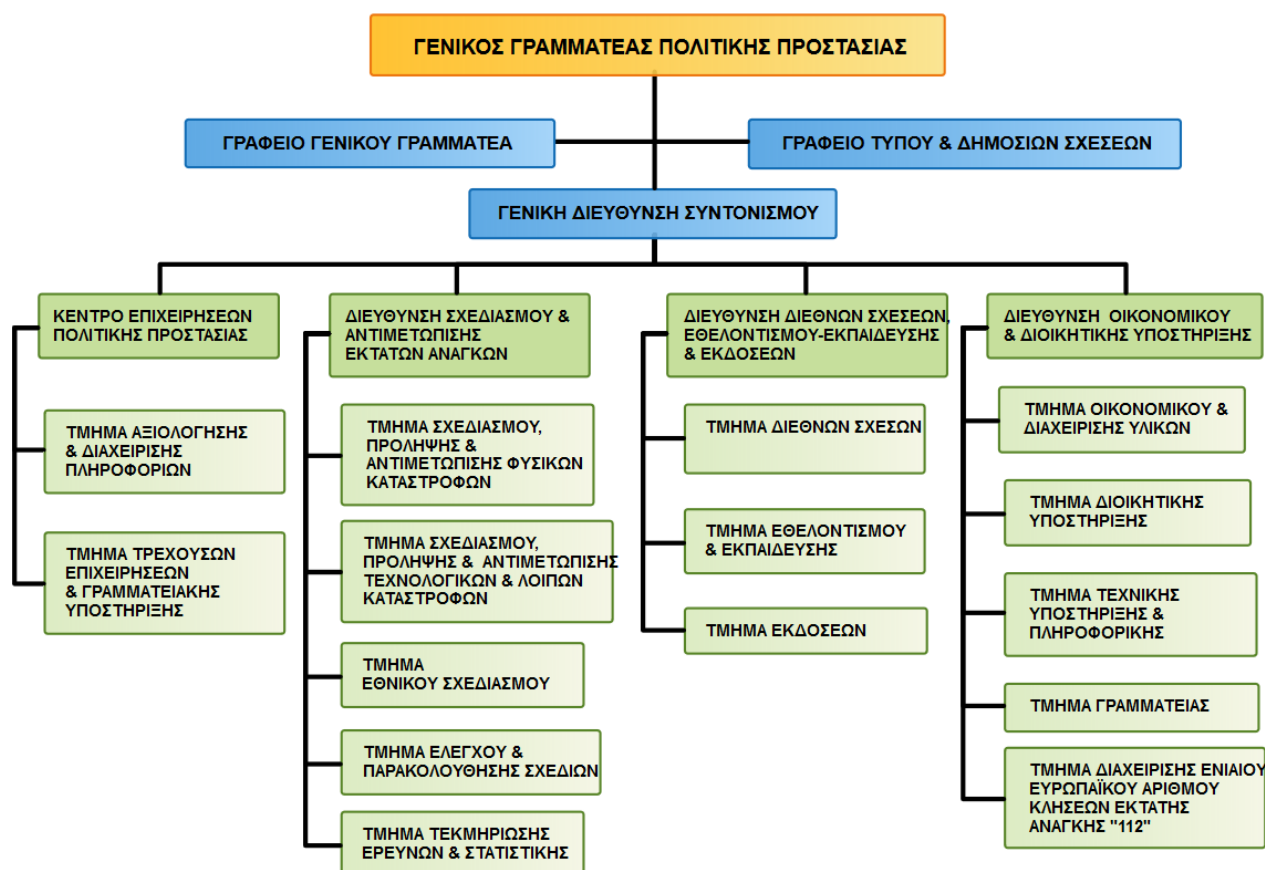 ΓΕΝΙΚΟΣ ΓΡΑΜΜΑΤΕΑΣ ΠΟΛΙΤΙΚΗΣ ΠΡΟΣΤΑΣΙΑΣ
ΓΡΑΦΕΙΟ ΓΕΝΙΚΟΥ ΓΡΑΜΜΑΤΕΑ
ΓΡΑΦΕΙΟ ΤΥΠΟΥ & ΔΗΜΟΣΙΩΝ ΣΧΕΣΕΩΝ
ΓΕΝΙΚΗ ΔΙΕΥΘΥΝΣΗ ΣΥΝΤΟΝΙΣΜΟΥ
ΚΕΝΤΡΟ ΕΠΙΧΕΙΡΗΣΕΩΝ
ΠΟΛΙΤΙΚΗΣ ΠΡΟΣΤΑΣΙΑΣ
ΤΜΗΜΑ ΑΞΙΟΛΟΓΗΣΗΣ
& ΔΙΑΧΕΙΡΙΣΗΣ
ΠΛΗΡΟΦΟΡΙΩΝ
ΤΜΗΜΑ ΤΡΕΧΟΥΣΩΝ
ΕΠΙΧΕΙΡΗΣΕΩΝ
& ΓΡΑΜΜΑΤΕΙΑΚΗΣ
ΥΠΟΣΤΗΡΙΞΗΣ
ΔΙΕΥΘΥΝΣΗ ΣΧΕΔΙΑΣΜΟΥ &
ΑΝΤΙΜΕΤΩΠΙΣΗΣ
ΕΚΤΑΤΩΝ ΑΝΑΓΚΩΝ
ΤΜΗΜΑ ΣΧΕΔΙΑΣΜΟΥ,
ΠΡΟΛΗΨΗΣ &
ΑΝΤΙΜΕΤΩΠΙΣΗΣ ΦΥΣΙΚΩΝ
ΚΑΤΑΣΤΡΟΦΩΝ
ΤΜΗΜΑ ΣΧΕΔΙΑΣΜΟΥ,
ΠΡΟΛΗΨΗΣ & ΑΝΤΙΜΕΤΩΠΙΣΗΣ
ΤΕΧΝΟΛΟΓΙΚΩΝ & ΛΟΙΠΩΝ
ΚΑΤΑΣΤΡΟΦΩΝ
ΤΜΗΜΑ
ΕΘΝΙΚΟΥ ΣΧΕΔΙΑΣΜΟΥ
ΤΜΗΜΑ ΕΛΕΓΧΟΥ &
ΠΑΡΑΚΟΛΟΥΘΗΣΗΣ ΣΧΕΔΙΩΝ
ΤΜΗΜΑ ΤΕΚΜΗΡΙΩΣΗΣ
ΕΡΕΥΝΩΝ & ΣΤΑΤΙΣΤΙΚΗΣ
ΔΙΕΥΘΥΝΣΗ ΔΙΕΘΝΩΝ ΣΧΕΣΕΩΝ,
ΕΘΕΛΟΝΤΙΣΜΟΥ-ΕΚΠΑΙΔΕΥΣΗΣ
& ΕΚΔΟΣΕΩΝ
ΤΜΗΜΑ ΔΙΕΘΝΩΝ ΣΧΕΣΩΝ
ΤΜΗΜΑ ΕΘΕΛΟΝΤΙΣΜΟΥ
& ΕΚΠΑΙΔΕΥΣΗΣ
ΤΜΗΜΑ ΕΚΔΟΣΕΩΝ
ΔΙΕΥΘΥΝΣΗ ΟΙΚΟΝΟΜΙΚΟΥ
& ΔΙΟΙΚΗΤΙΚΗΣ ΥΠΟΣΤΗΡΙΞΗΣ
ΤΜΗΜΑ ΟΙΚΟΝΟΜΙΚΟΥ &
ΔΙΑΧΕΙΡΙΣΗΣ ΥΛΙΚΩΝ
ΤΜΗΜΑ ΔΙΟΙΚΗΤΙΚΗΣ
ΥΠΟΣΤΗΡΙΞΗΣ
ΤΜΗΜΑ ΤΕΧΝΙΚΗΣ
ΥΠΟΣΤΗΡΙΞΗΣ &
ΠΛΗΡΟΦΟΡΙΚΗΣ
ΤΜΗΜΑ ΓΡΑΜΜΑΤΕΙΑΣ
ΤΜΗΜΑ ΔΙΑΧΕΙΡΙΣΗΣ ΕΝΙΑΙΟΥ
ΕΥΡΩΠΑΪΚΟΥ ΑΡΙΘΜΟΥ
ΚΛΗΣΕΩΝ ΕΚΤΑΤΗΣ
ΑΝΑΓΚΗΣ "112"